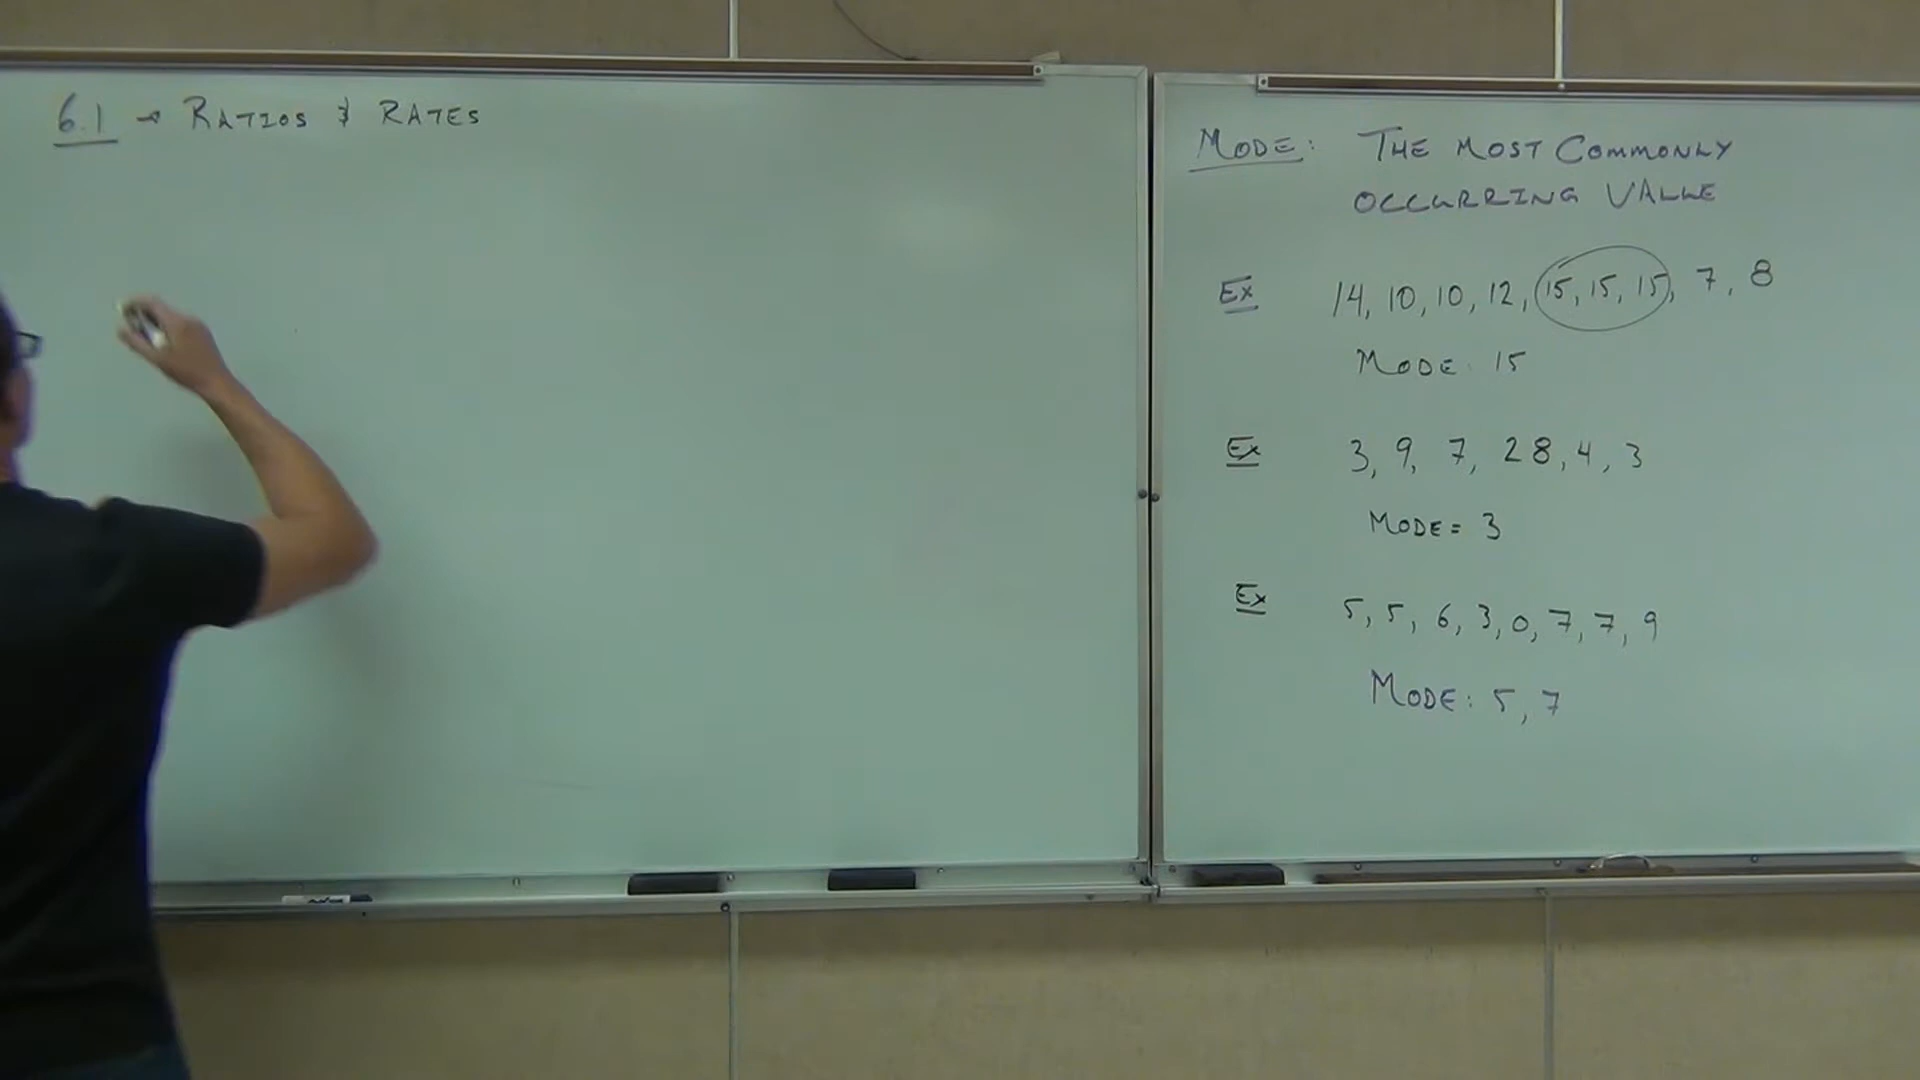 6.1 → RATIOS & RATES
MODE: THE MOST COMMONLY
OCCURRING VALUE
Ex 14, 10, 10, 12, 15, 15, 15, 7, 8
MODE: 15
Ex 3, 9, 7, 28, 4, 3
MODE = 3
Ex 5, 5, 6, 3, 0, 7, 7, 9
MODE: 5, 7